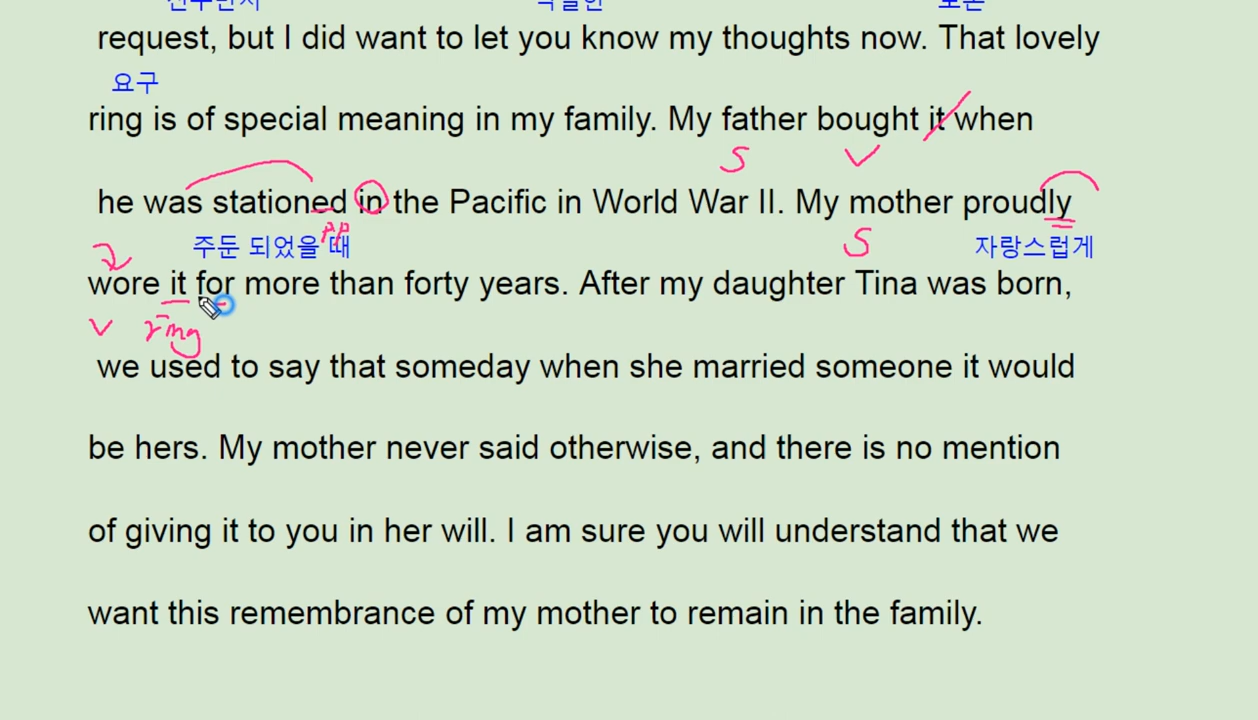 request, but I did want to let you know my thoughts now. That lovely
요구
ring is of special meaning in my family. My father bought it when
S V
he was stationed in the Pacific in World War II. My mother proudly
주둔 되었을 때 pp S 자랑스럽게
wore it for more than forty years. After my daughter Tina was born,
V ring
we used to say that someday when she married someone it would
be hers. My mother never said otherwise, and there is no mention
of giving it to you in her will. I am sure you will understand that we
want this remembrance of my mother to remain in the family.